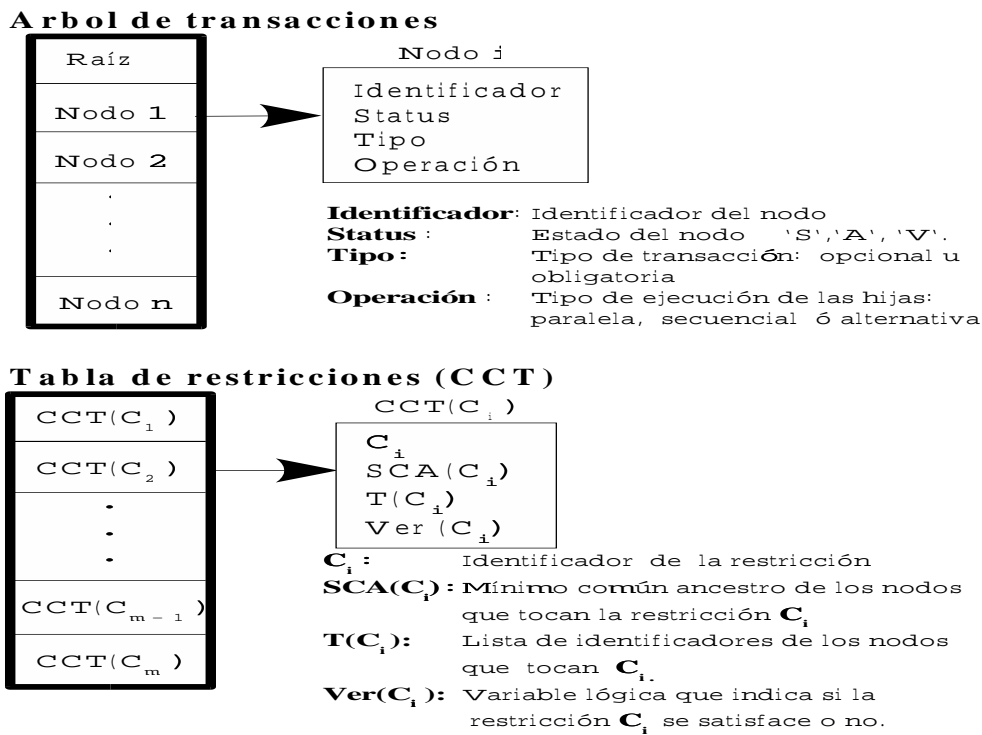 Arbol de transacciones
Raíz
Nodo 1
Nodo 2
.
.
.
Nodo n
Nodo i
Identificador
Status
Tipo
Operación
Identificador: Identificador del nodo
Status : Estado del nodo 'S','A','V'.
Tipo: Tipo de transacción: opcional u
obligatoria
Operación : Tipo de ejecución de las hijas:
paralela, secuencial ó alternativa
Tabla de restricciones (CCT)
CCT(C1)
CCT(C2)
.
.
.
CCT(Cm-1)
CCT(Cm)
CCT(Ci)
Ci
SCA(Ci)
T(Ci)
Ver(Ci)
Ci: Identificador de la restricción
SCA(Ci): Mínimo común ancestro de los nodos
que tocan la restricción Ci
T(Ci): Lista de identificadores de los nodos
que tocan Ci.
Ver(Ci): Variable lógica que indica si la
restricción Ci se satisface o no.